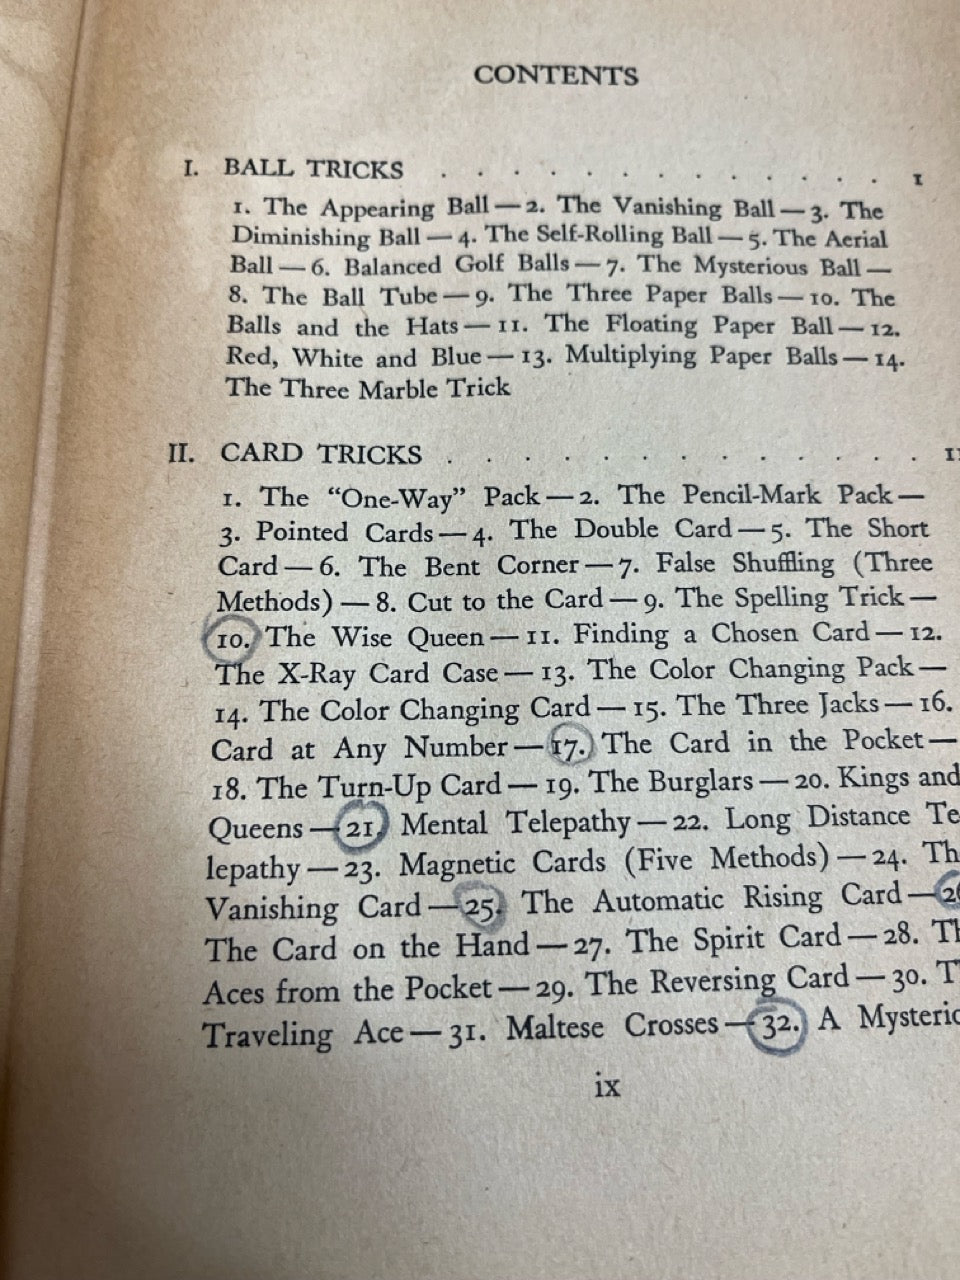 CONTENTS
I. BALL TRICKS . . . . . . . . . . . . . 1
1. The Appearing Ball — 2. The Vanishing Ball — 3. The
Diminishing Ball — 4. The Self-Rolling Ball — 5. The Aerial
Ball — 6. Balanced Golf Balls — 7. The Mysterious Ball —
8. The Ball Tube — 9. The Three Paper Balls — 10. The
Balls and the Hats — 11. The Floating Paper Ball — 12.
Red, White and Blue — 13. Multiplying Paper Balls — 14.
The Three Marble Trick
II. CARD TRICKS . . . . . . . . . . . . . . 11
1. The “One-Way” Pack — 2. The Pencil-Mark Pack —
3. Pointed Cards — 4. The Double Card — 5. The Short
Card — 6. The Bent Corner — 7. False Shuffling (Three
Methods) — 8. Cut to the Card — 9. The Spelling Trick —
10. The Wise Queen — 11. Finding a Chosen Card — 12.
The X-Ray Card Case — 13. The Color Changing Pack —
14. The Color Changing Card — 15. The Three Jacks — 16.
Card at Any Number — 17. The Card in the Pocket —
18. The Turn-Up Card — 19. The Burglars — 20. Kings and
Queens — 21. Mental Telepathy — 22. Long Distance Te-
lepathy — 23. Magnetic Cards (Five Methods) — 24. Th
Vanishing Card — 25. The Automatic Rising Card — 26
The Card on the Hand — 27. The Spirit Card — 28. Th
Aces from the Pocket — 29. The Reversing Card — 30. T
Traveling Ace — 31. Maltese Crosses — 32. A Mysterio
ix